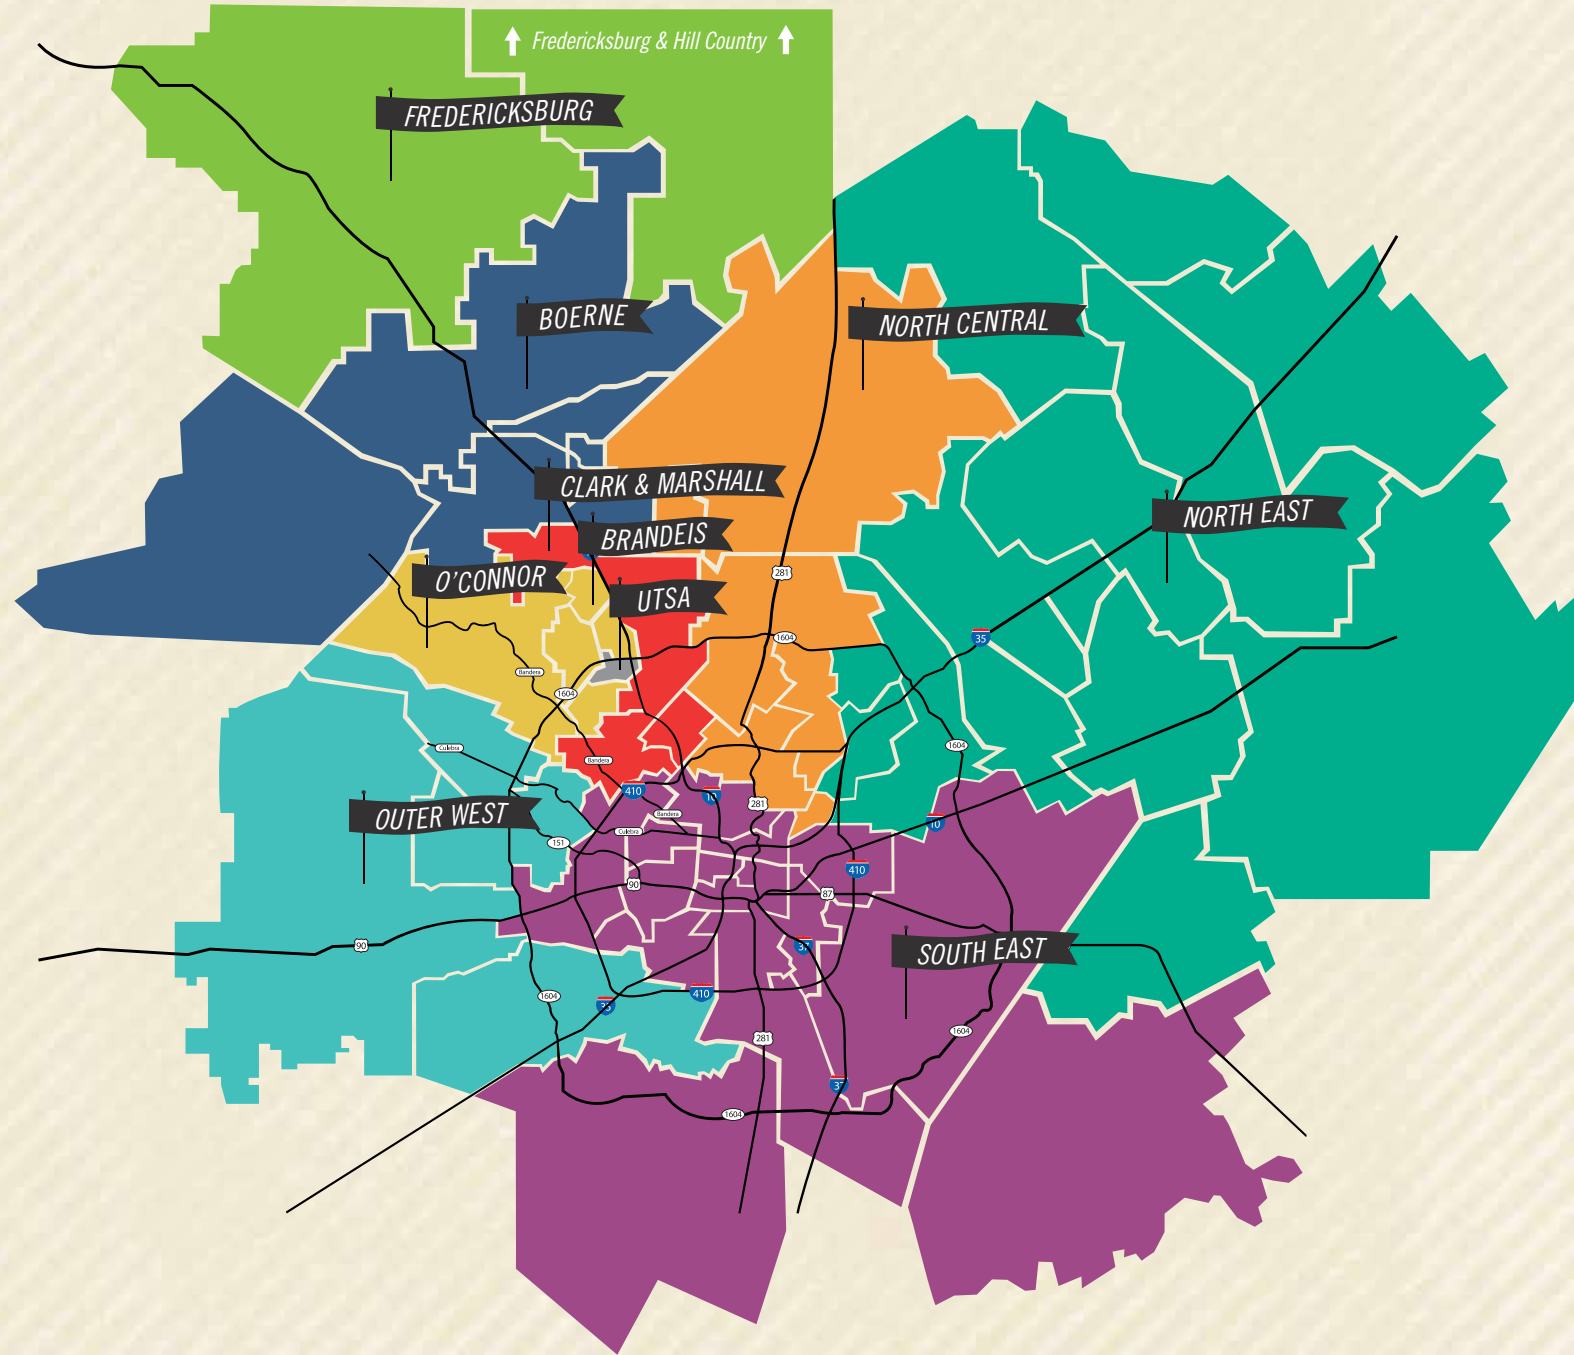 Fredericksburg & Hill Country
FREDERICKSBURG
BOERNE
NORTH CENTRAL
CLARK & MARSHALL
NORTH EAST
BRANDEIS
O'CONNOR
UTSA
281
1604
35
Bandera
1604
Culebra
1604
Bandera
410
10
281
Bandera
10
OUTER WEST
Culebra
151
410
90
87
90
37
SOUTH EAST
410
1604
35
281
1604
37
1604